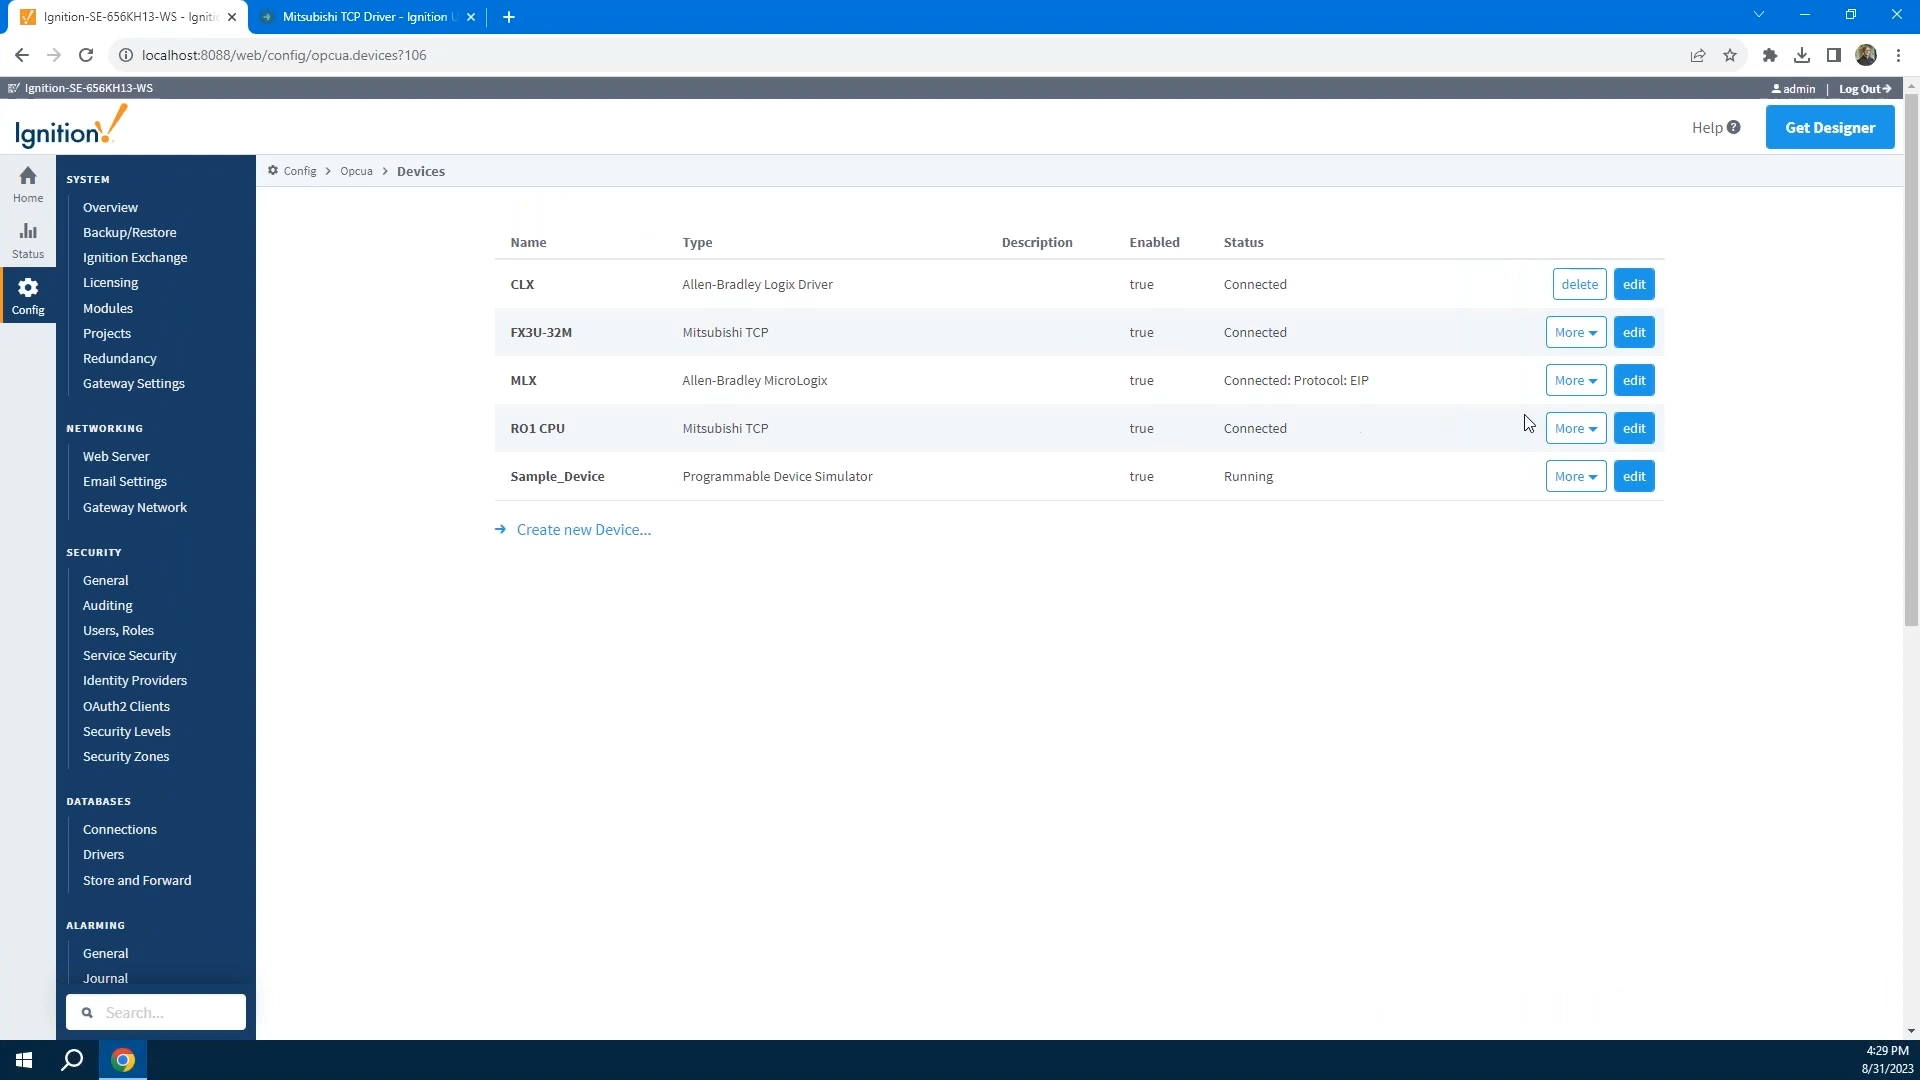 Ignition-SE-656KH13-WS - Igniti
Mitsubishi TCP Driver - Ignition U
localhost:8088/web/config/opcua.devices?106
Ignition-SE-656KH13-WS
admin | Log Out
Ignition!
Help ?
Get Designer
Home
Status
Config
SYSTEM
Overview
Backup/Restore
Ignition Exchange
Licensing
Modules
Projects
Redundancy
Gateway Settings
NETWORKING
Web Server
Email Settings
Gateway Network
SECURITY
General
Auditing
Users, Roles
Service Security
Identity Providers
OAuth2 Clients
Security Levels
Security Zones
DATABASES
Connections
Drivers
Store and Forward
ALARMING
General
Journal
Search...
Config > Opcua > Devices
Name Type Description Enabled Status
CLX Allen-Bradley Logix Driver true Connected delete edit
FX3U-32M Mitsubishi TCP true Connected More edit
MLX Allen-Bradley MicroLogix true Connected: Protocol: EIP More edit
RO1 CPU Mitsubishi TCP true Connected More edit
Sample_Device Programmable Device Simulator true Running More edit
Create new Device...
4:29 PM
8/31/2023